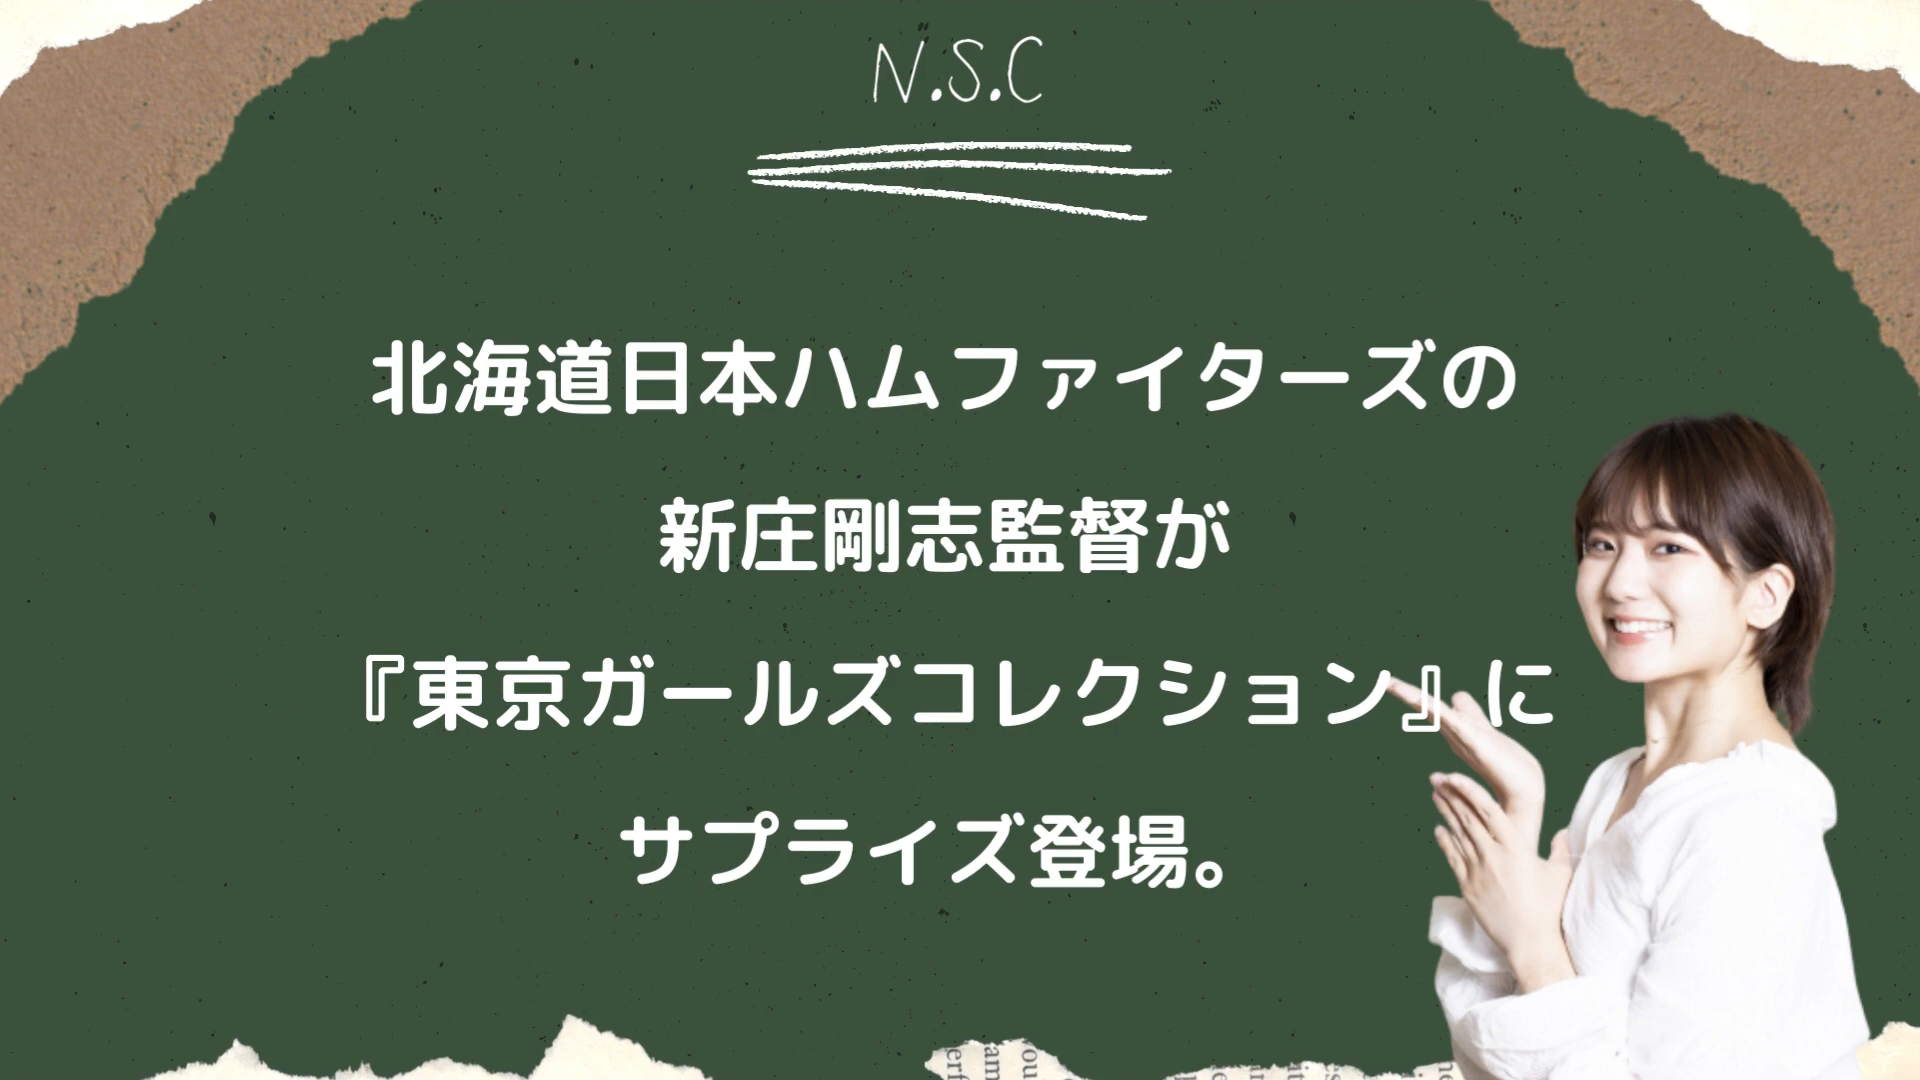 N.S.C
北海道日本ハムファイターズの
新庄剛志監督が
『東京ガールズコレクション』に
サプライズ登場。